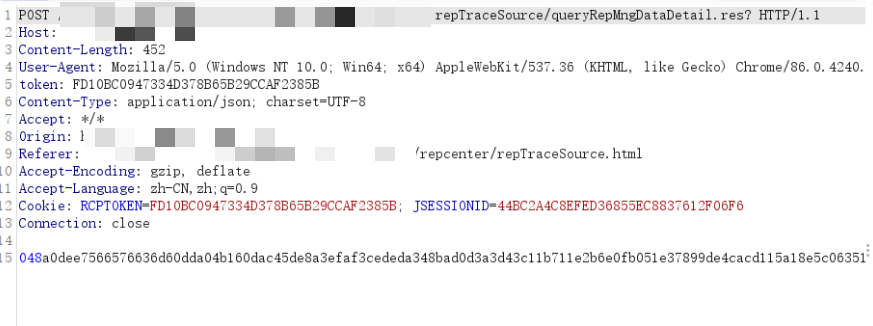 1 POST / repTraceSource/queryRepMngDataDetail.res? HTTP/1.1
2 Host:
3 Content-Length: 452
4 User-Agent: Mozilla/5.0 (Windows NT 10.0; Win64; x64) AppleWebKit/537.36 (KHTML, like Gecko) Chrome/86.0.4240.
5 token: FD10BC0947334D378B65B29CCAF2385B
6 Content-Type: application/json; charset=UTF-8
7 Accept: */*
8 Origin: h
9 Referer: /repcenter/repTraceSource.html
10 Accept-Encoding: gzip, deflate
11 Accept-Language: zh-CN,zh;q=0.9
12 Cookie: RCPTOKEN=FD10BC0947334D378B65B29CCAF2385B; JSESSIONID=44BC2A4C8EFED36855EC8837612F06F6
13 Connection: close
14
15 048a0dee7566576636d60dda04b160dac45de8a3efaf3cededa348bad0d3a3d43c11b711e2b6e0fb051e37899de4cacd115a18e5c06351